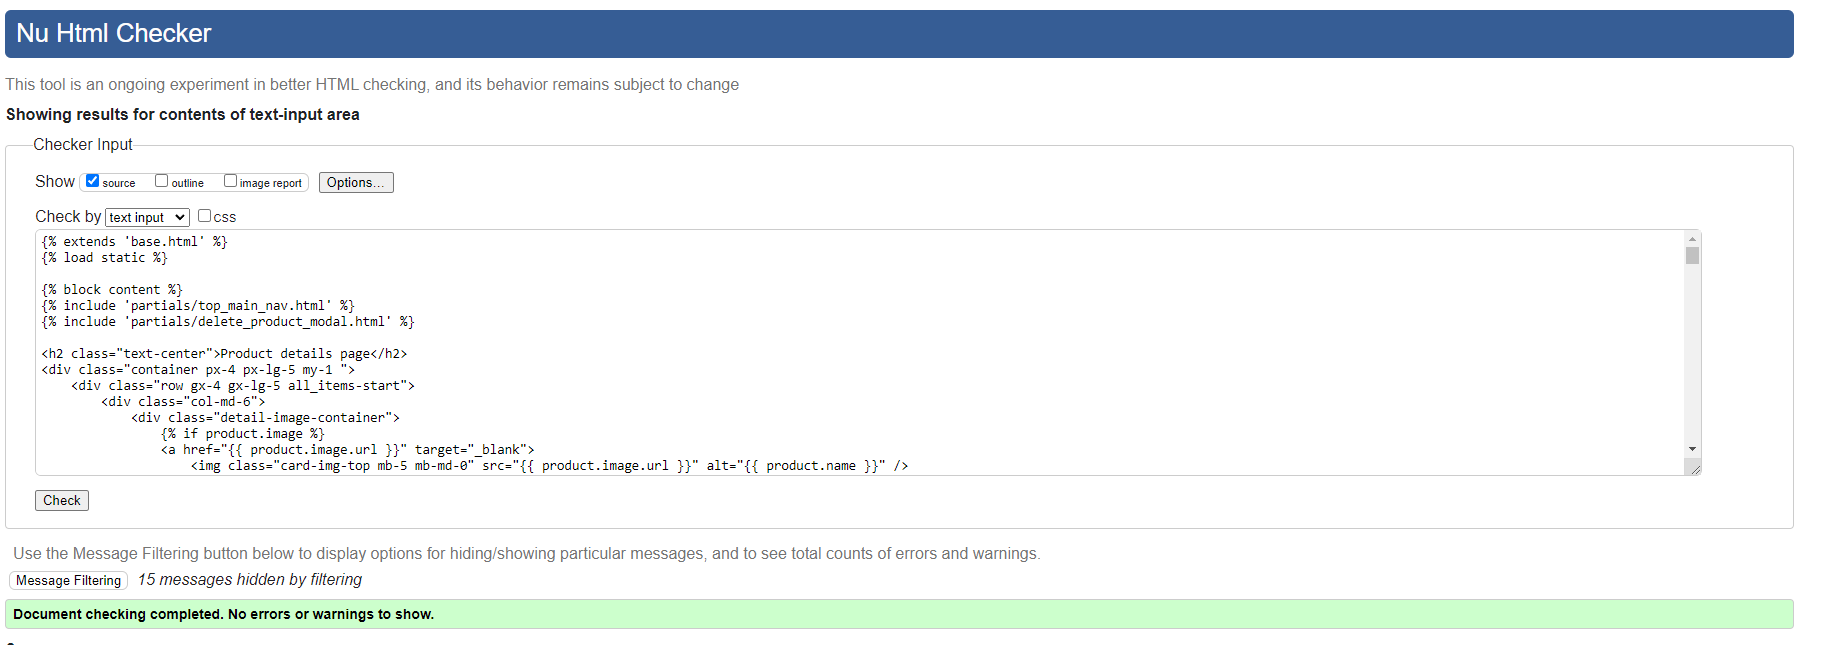 Nu Html Checker
This tool is an ongoing experiment in better HTML checking, and its behavior remains subject to change
Showing results for contents of text-input area
Checker Input
Show source outline image report Options...
Check by text input css
{% extends 'base.html' %}
{% load static %}
{% block content %}
{% include 'partials/top_main_nav.html' %}
{% include 'partials/delete_product_modal.html' %}
<h2 class="text-center">Product details page</h2>
<div class="container px-4 px-lg-5 my-1 ">
<div class="row gx-4 gx-lg-5 all_items-start">
<div class="col-md-6">
<div class="detail-image-container">
{% if product.image %}
<a href="{{ product.image.url }}" target="_blank">
<img class="card-img-top mb-5 mb-md-0" src="{{ product.image.url }}" alt="{{ product.name }}" />
Check
Use the Message Filtering button below to display options for hiding/showing particular messages, and to see total counts of errors and warnings.
Message Filtering 15 messages hidden by filtering
Document checking completed. No errors or warnings to show.